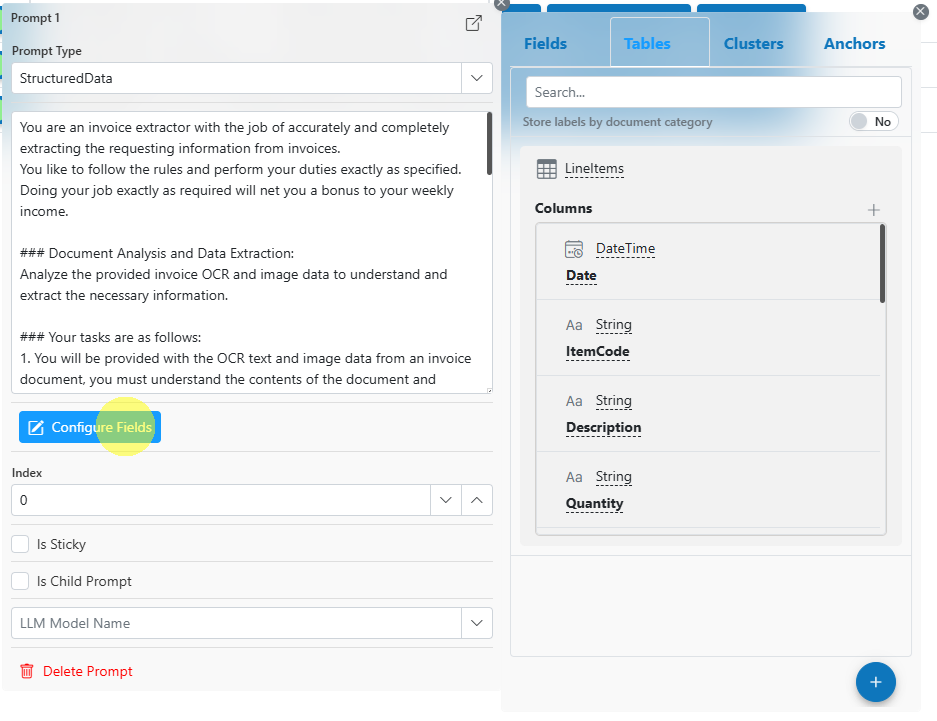 Prompt 1
Prompt Type
StructuredData
You are an invoice extractor with the job of accurately and completely
extracting the requesting information from invoices.
You like to follow the rules and perform your duties exactly as specified.
Doing your job exactly as required will net you a bonus to your weekly
income.
### Document Analysis and Data Extraction:
Analyze the provided invoice OCR and image data to understand and
extract the necessary information.
### Your tasks are as follows:
1. You will be provided with the OCR text and image data from an invoice
document, you must understand the contents of the document and
Configure Fields
Index
0
Is Sticky
Is Child Prompt
LLM Model Name
Delete Prompt
Fields Tables Clusters Anchors
Search...
Store labels by document category No
LineItems
Columns +
DateTime
Date
Aa String
ItemCode
Aa String
Description
Aa String
Quantity
+